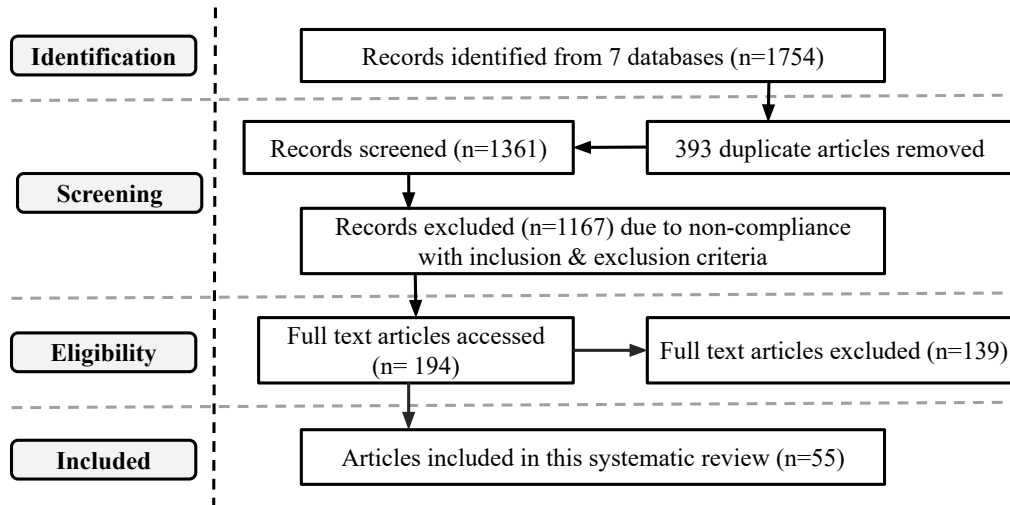 Identification
Records identified from 7 databases (n=1754)
Screening
Records screened (n=1361)
393 duplicate articles removed
Records excluded (n=1167) due to non-compliance
with inclusion & exclusion criteria
Eligibility
Full text articles accessed
(n= 194)
Full text articles excluded (n=139)
Included
Articles included in this systematic review (n=55)